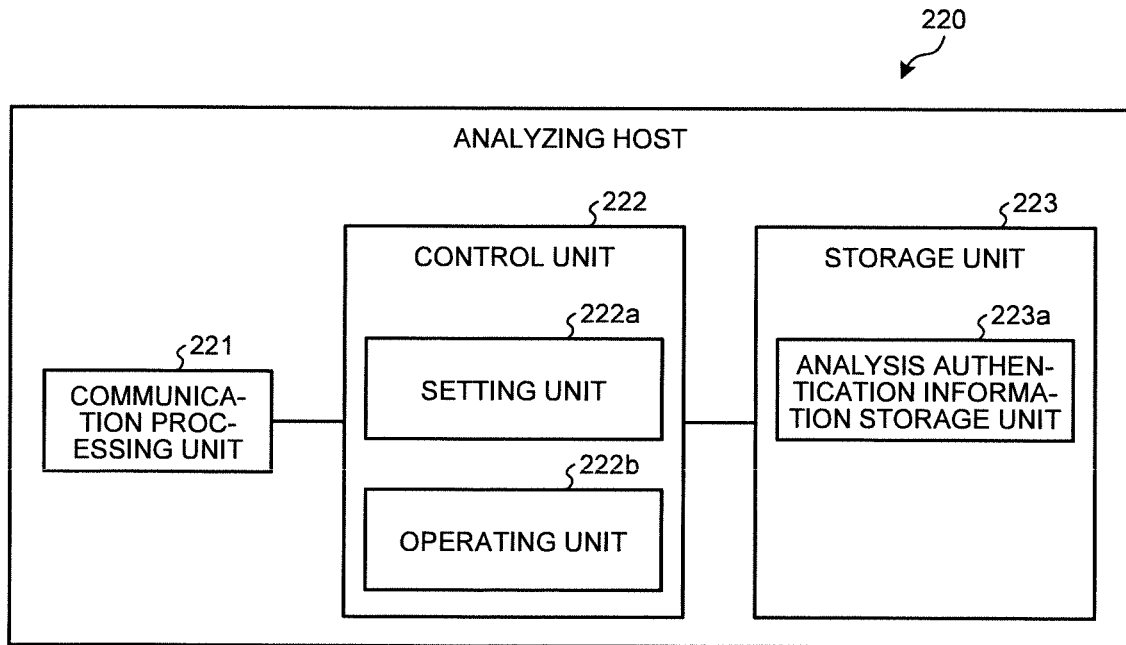 220
ANALYZING HOST
222
CONTROL UNIT
223
STORAGE UNIT
221
COMMUNICA-
TION PROC-
ESSING UNIT
222a
SETTING UNIT
223a
ANALYSIS AUTHEN-
TICATION INFORMA-
TION STORAGE UNIT
222b
OPERATING UNIT